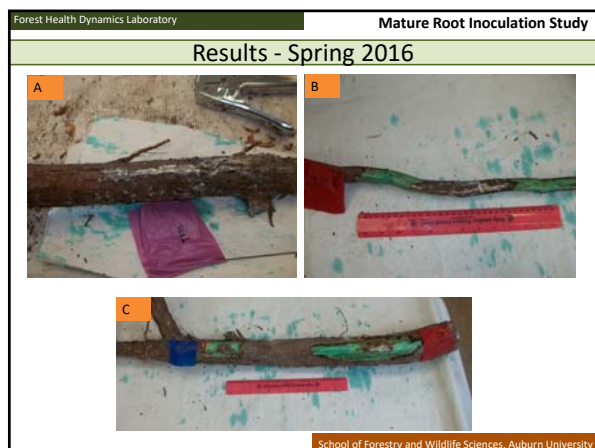 Forest Health Dynamics Laboratory
Mature Root Inoculation Study
Results - Spring 2016
A
B
C
School of Forestry and Wildlife Sciences, Auburn University